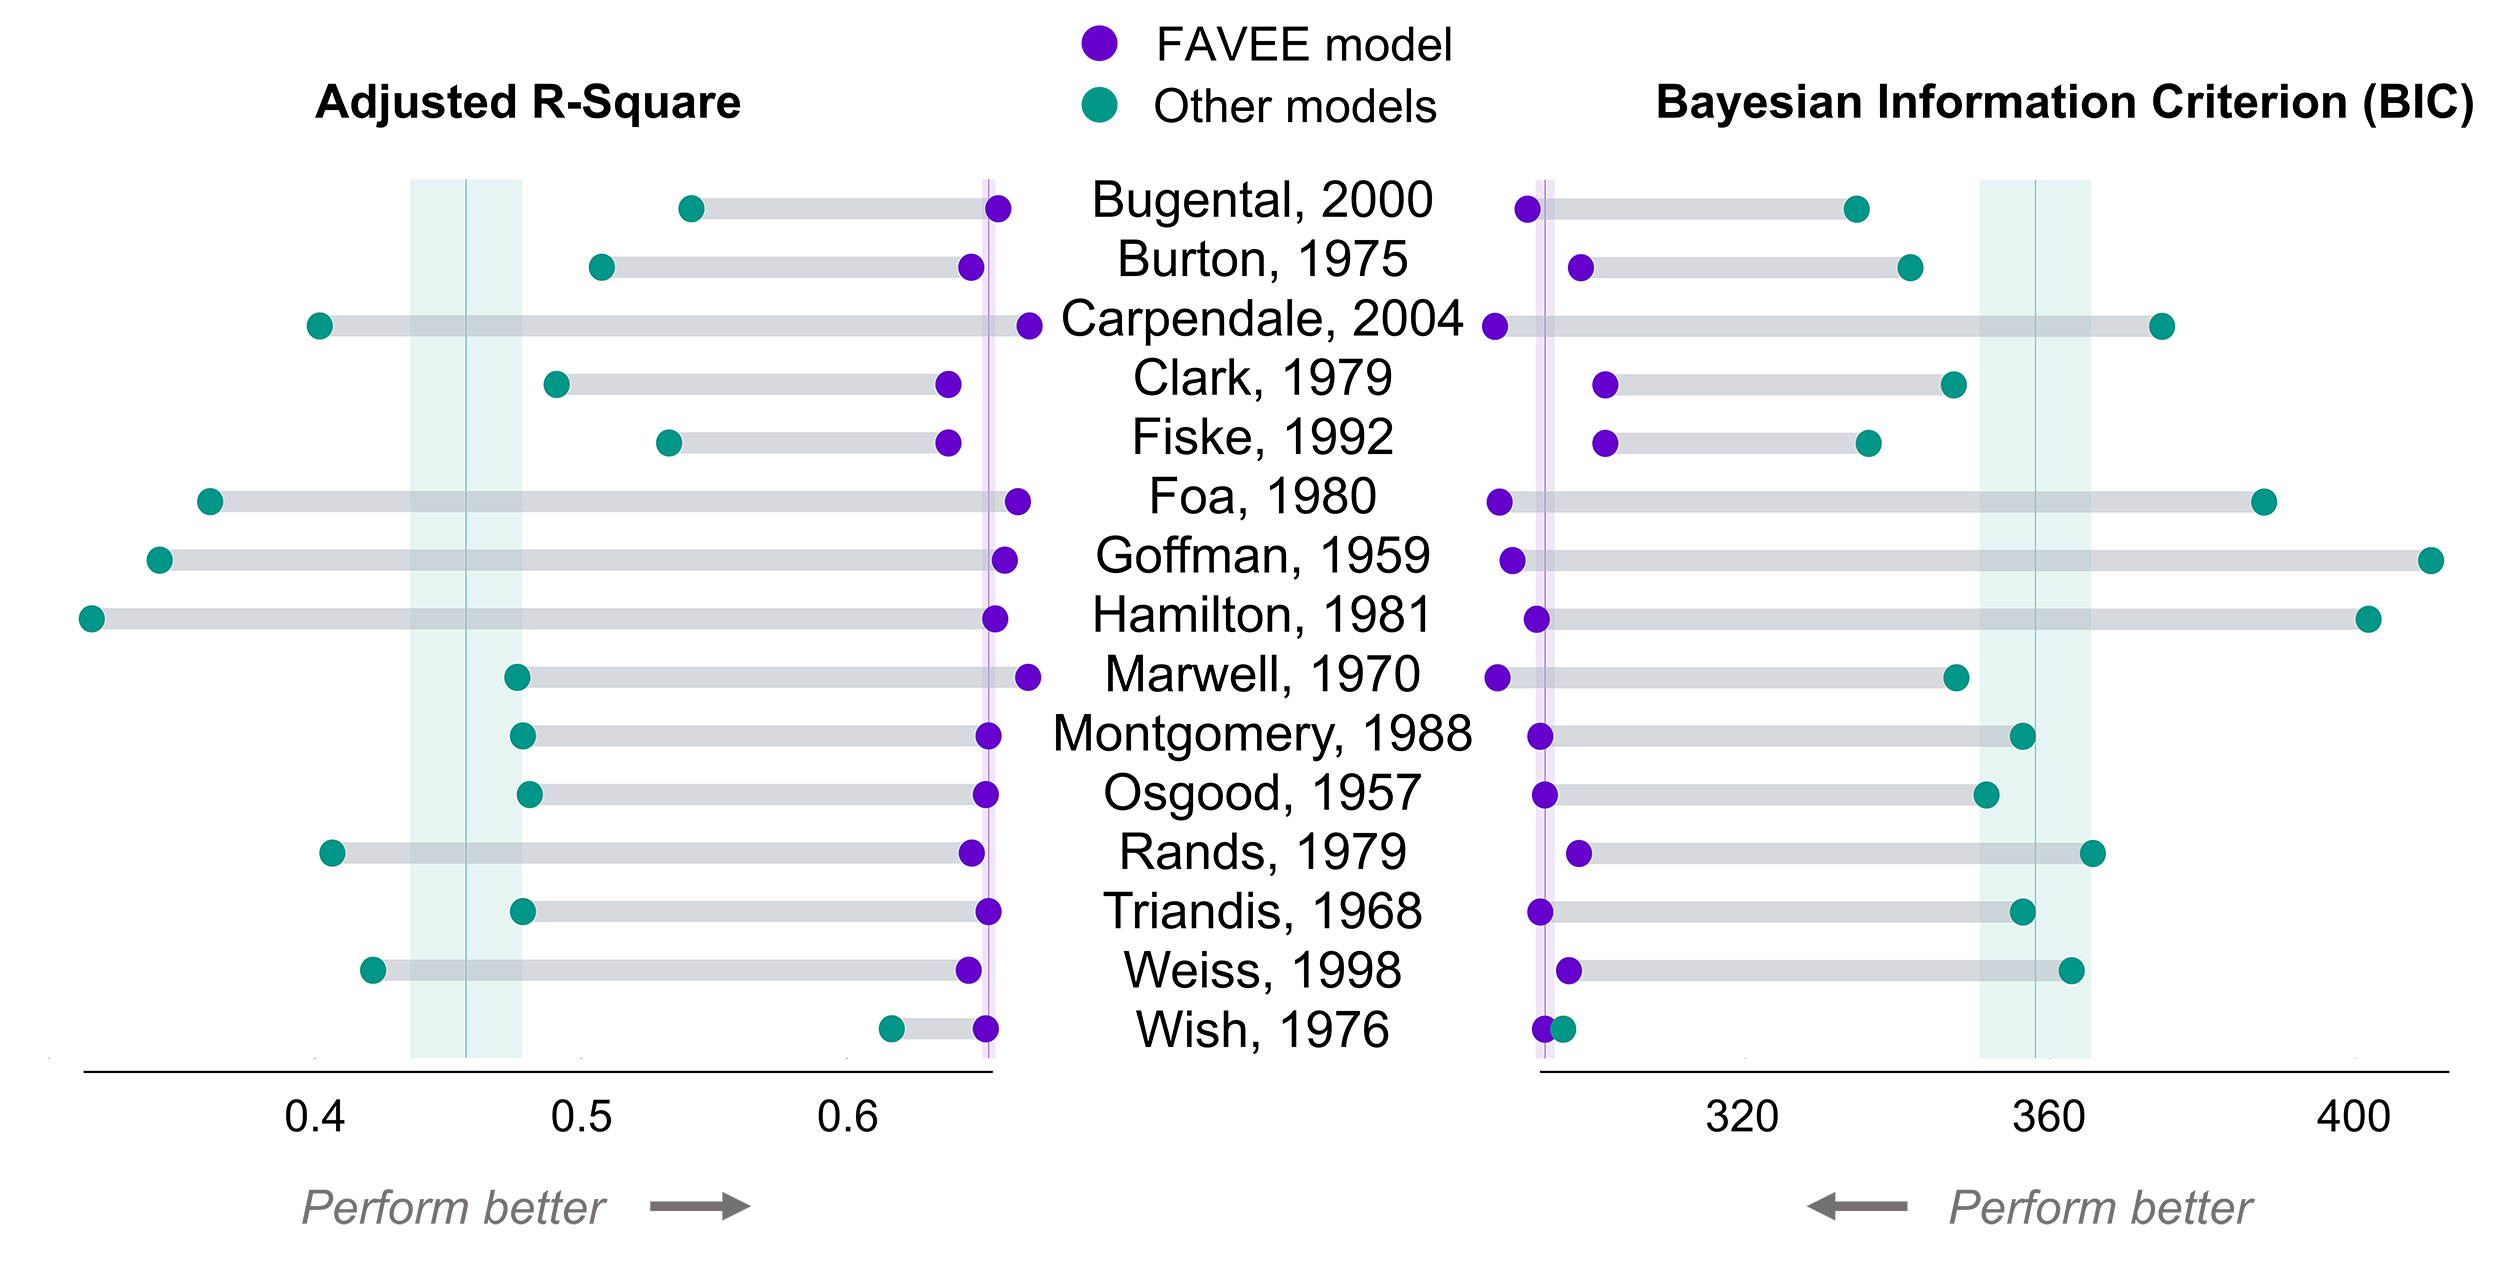 FAVEE model
Other models
Adjusted R-Square
Bayesian Information Criterion (BIC)
Bugental, 2000
Burton, 1975
Carpendale, 2004
Clark, 1979
Fiske, 1992
Foa, 1980
Goffman, 1959
Hamilton, 1981
Marwell, 1970
Montgomery, 1988
Osgood, 1957
Rands, 1979
Triandis, 1968
Weiss, 1998
Wish, 1976
0.4 0.5 0.6
320 360 400
Perform better
Perform better